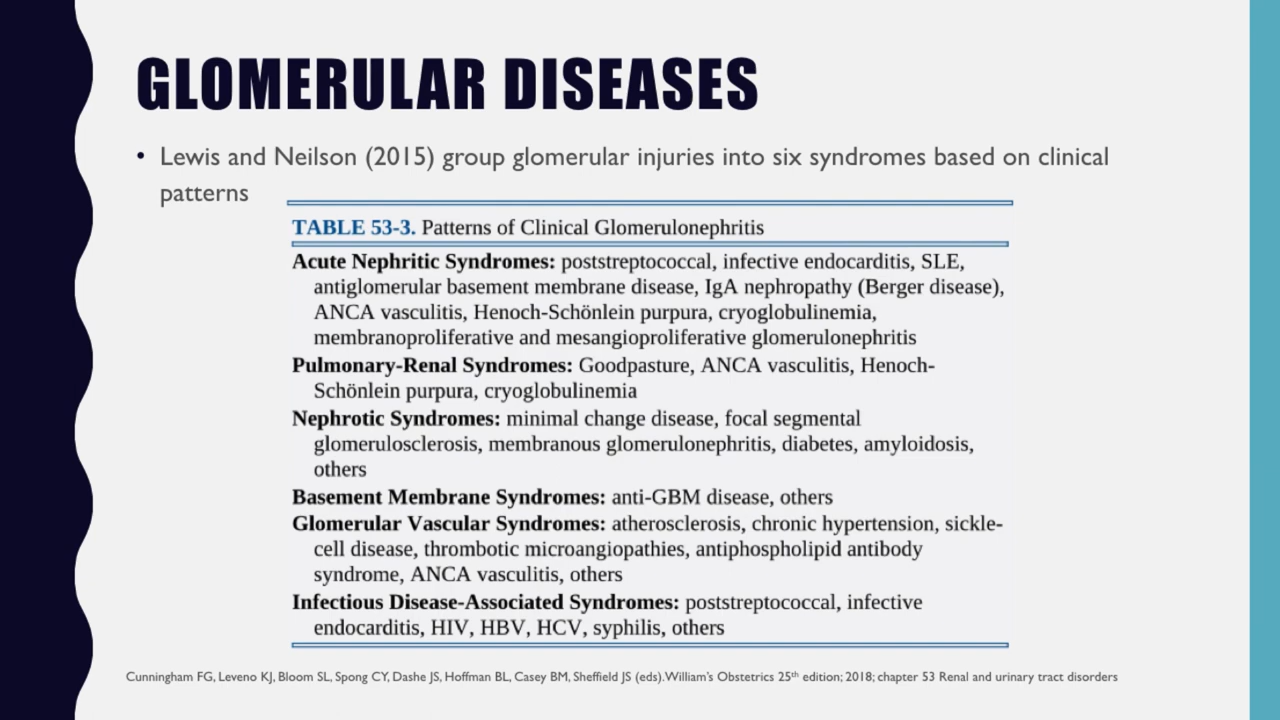 GLOMERULAR DISEASES
• Lewis and Neilson (2015) group glomerular injuries into six syndromes based on clinical
patterns
TABLE 53-3. Patterns of Clinical Glomerulonephritis
Acute Nephritic Syndromes: poststreptococcal, infective endocarditis, SLE,
antiglomerular basement membrane disease, IgA nephropathy (Berger disease),
ANCA vasculitis, Henoch-Schönlein purpura, cryoglobulinemia,
membranoproliferative and mesangioproliferative glomerulonephritis
Pulmonary-Renal Syndromes: Goodpasture, ANCA vasculitis, Henoch-
Schönlein purpura, cryoglobulinemia
Nephrotic Syndromes: minimal change disease, focal segmental
glomerulosclerosis, membranous glomerulonephritis, diabetes, amyloidosis,
others
Basement Membrane Syndromes: anti-GBM disease, others
Glomerular Vascular Syndromes: atherosclerosis, chronic hypertension, sickle-
cell disease, thrombotic microangiopathies, antiphospholipid antibody
syndrome, ANCA vasculitis, others
Infectious Disease-Associated Syndromes: poststreptococcal, infective
endocarditis, HIV, HBV, HCV, syphilis, others
Cunningham FG, Leveno KJ, Bloom SL, Spong CY, Dashe JS, Hoffman BL, Casey BM, Sheffield JS (eds).William's Obstetrics 25th edition; 2018; chapter 53 Renal and urinary tract disorders